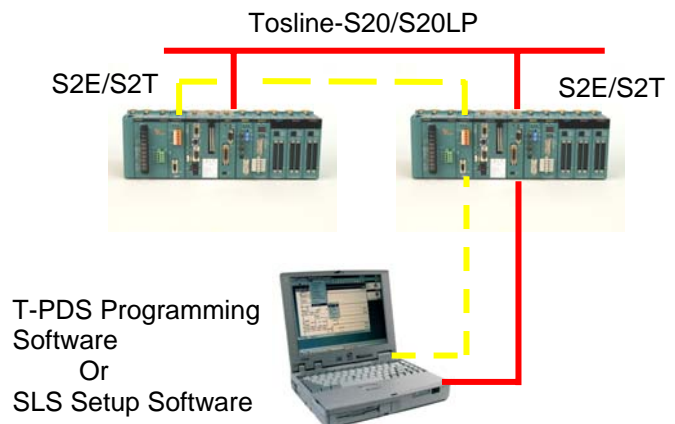 Tosline-S20/S20LP
S2E/S2T
S2E/S2T
T-PDS Programming
Software
Or
SLS Setup Software